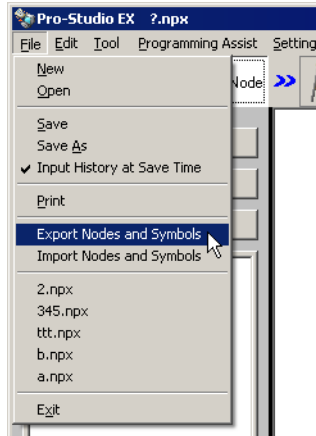 Pro-Studio EX ?.npx
File Edit Tool Programming Assist Setting
New
Node
Open
Save
Save As
Input History at Save Time
Print
Export Nodes and Symbols
Import Nodes and Symbols
2.npx
345.npx
ttt.npx
b.npx
a.npx
Exit